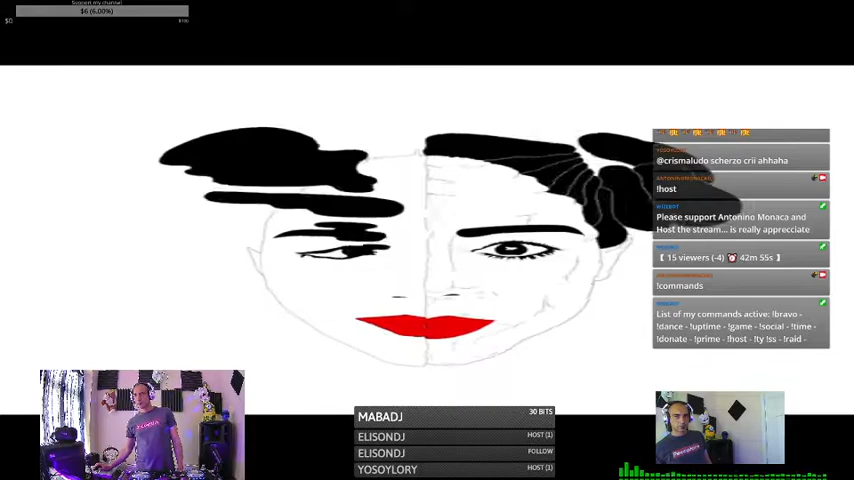 Support my channel
$0
$6 (6.00%)
$100
@crismaludo scherzo crii ahhaha
!host
Please support Antonino Monaca and
Host the stream... is really appreciate
【 15 viewers (-4) ⏰ 42m 55s 】
!commands
List of my commands active: !bravo -
!dance - !uptime - !game - !social - !time -
!donate - !prime - !host - !ty !ss - !raid -
MABADJ 30 BITS
ELISONDJ HOST (1)
ELISONDJ FOLLOW
YOSOYLORY HOST (1)